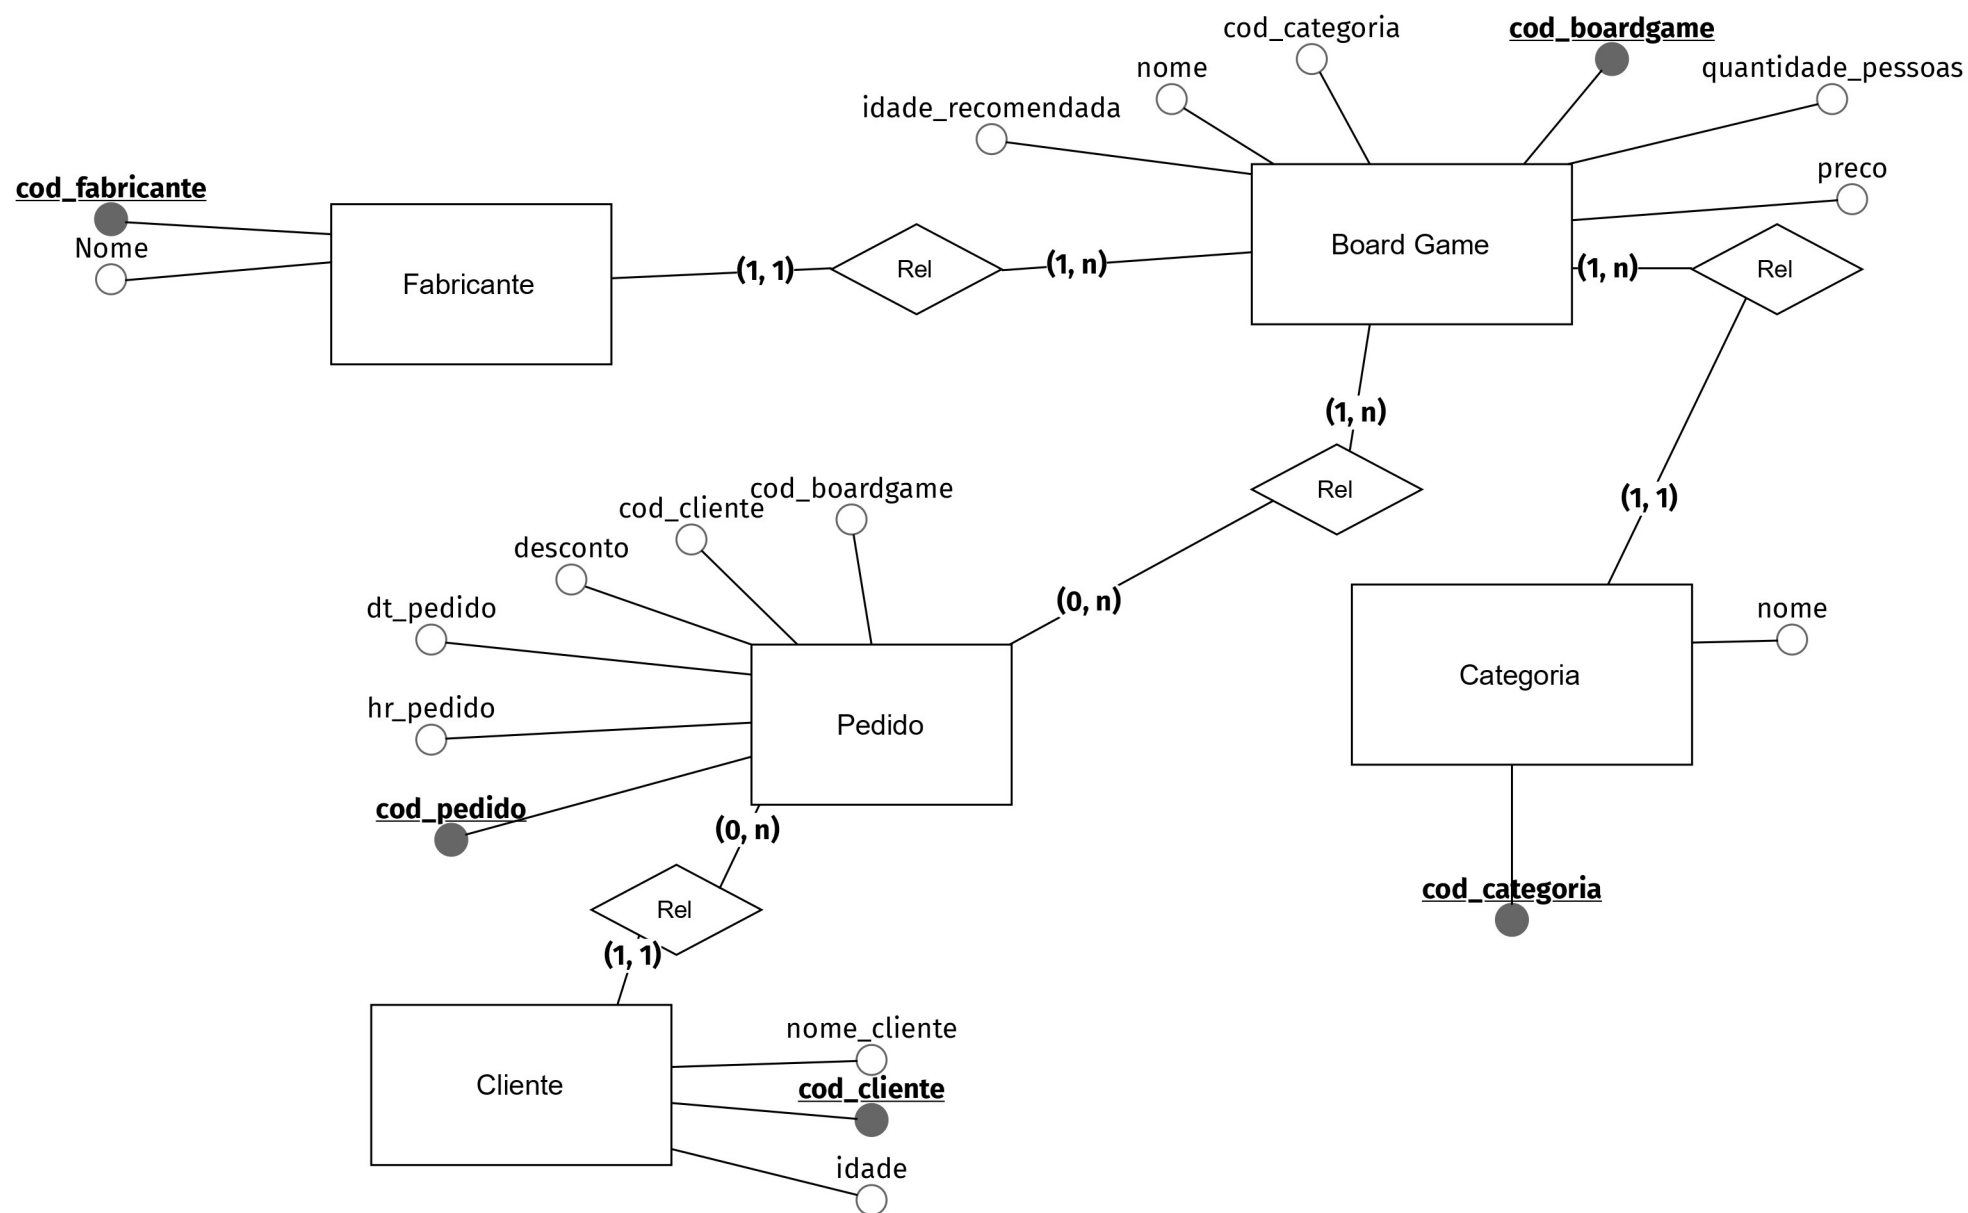 cod_categoria
cod_boardgame
nome
quantidade_pessoas
idade_recomendada
preco
cod_fabricante
Nome
Fabricante
(1, 1)
Rel
(1, n)
Board Game
(1, n)
Rel
(1, n)
Rel
(1, 1)
cod_boardgame
cod_cliente
desconto
dt_pedido
hr_pedido
cod_pedido
(0, n)
Pedido
(0, n)
Categoria
nome
cod_categoria
Rel
(1, 1)
Cliente
nome_cliente
cod_cliente
idade